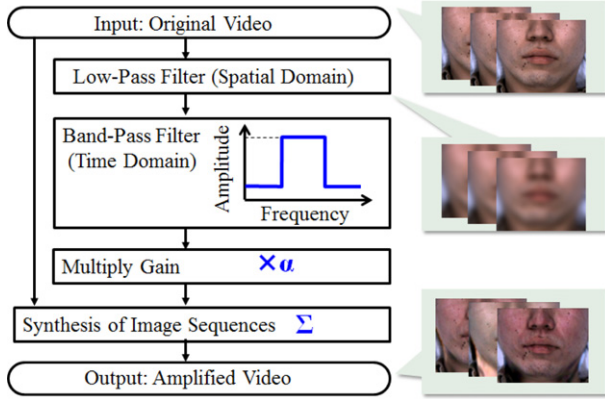 Input: Original Video
Low-Pass Filter (Spatial Domain)
Band-Pass Filter
(Time Domain)
Amplitude
Frequency
Multiply Gain ×α
Synthesis of Image Sequences Σ
Output: Amplified Video